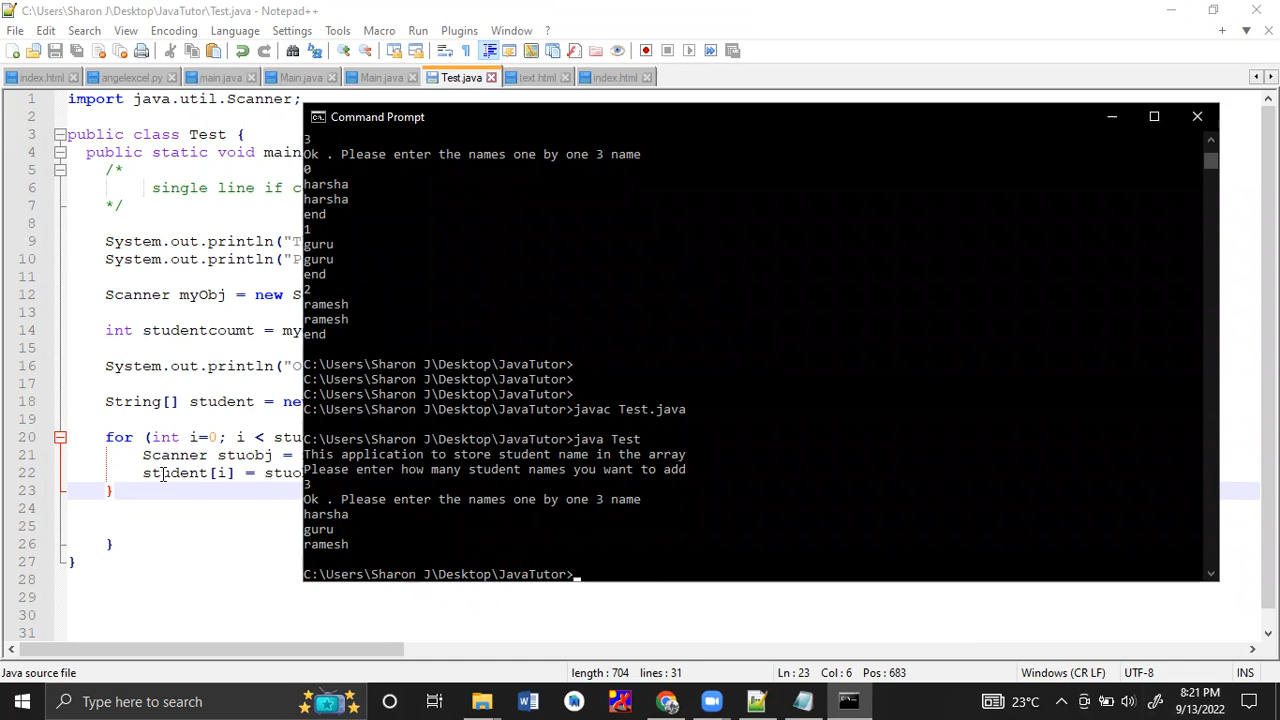 C:\Users\Sharon J\Desktop\JavaTutor\Test.java - Notepad++
File Edit Search View Encoding Language Settings Tools Macro Run Plugins Window ?
index.html angelexcel.py main.java Main.java Main.java Test.java text.html index.html
1 import java.util.Scanner;
2
3 public class Test {
4 public static void main
5 /*
6 single line if c
7 */
8
9 System.out.println("T
10 System.out.println("P
11
12 Scanner myObj = new S
13
14 int studentcoumt = my
15
16 System.out.println("O
17
18 String[] student = new
19
20 for (int i=0; i < stu
21 Scanner stuobj =
22 student[i] = stuo
23 }
24
25
26 }
27 }
28
29
30
31
Command Prompt
3
Ok . Please enter the names one by one 3 name
0
harsha
harsha
end
1
guru
guru
end
2
ramesh
ramesh
end
C:\Users\Sharon J\Desktop\JavaTutor>
C:\Users\Sharon J\Desktop\JavaTutor>
C:\Users\Sharon J\Desktop\JavaTutor>
C:\Users\Sharon J\Desktop\JavaTutor>javac Test.java
C:\Users\Sharon J\Desktop\JavaTutor>java Test
This application to store student name in the array
Please enter how many student names you want to add
3
Ok . Please enter the names one by one 3 name
harsha
guru
ramesh
C:\Users\Sharon J\Desktop\JavaTutor>
Java source file length : 704 lines : 31 Ln : 23 Col : 6 Pos : 683 Windows (CR LF) UTF-8 INS
Type here to search 23°C 8:21 PM
9/13/2022